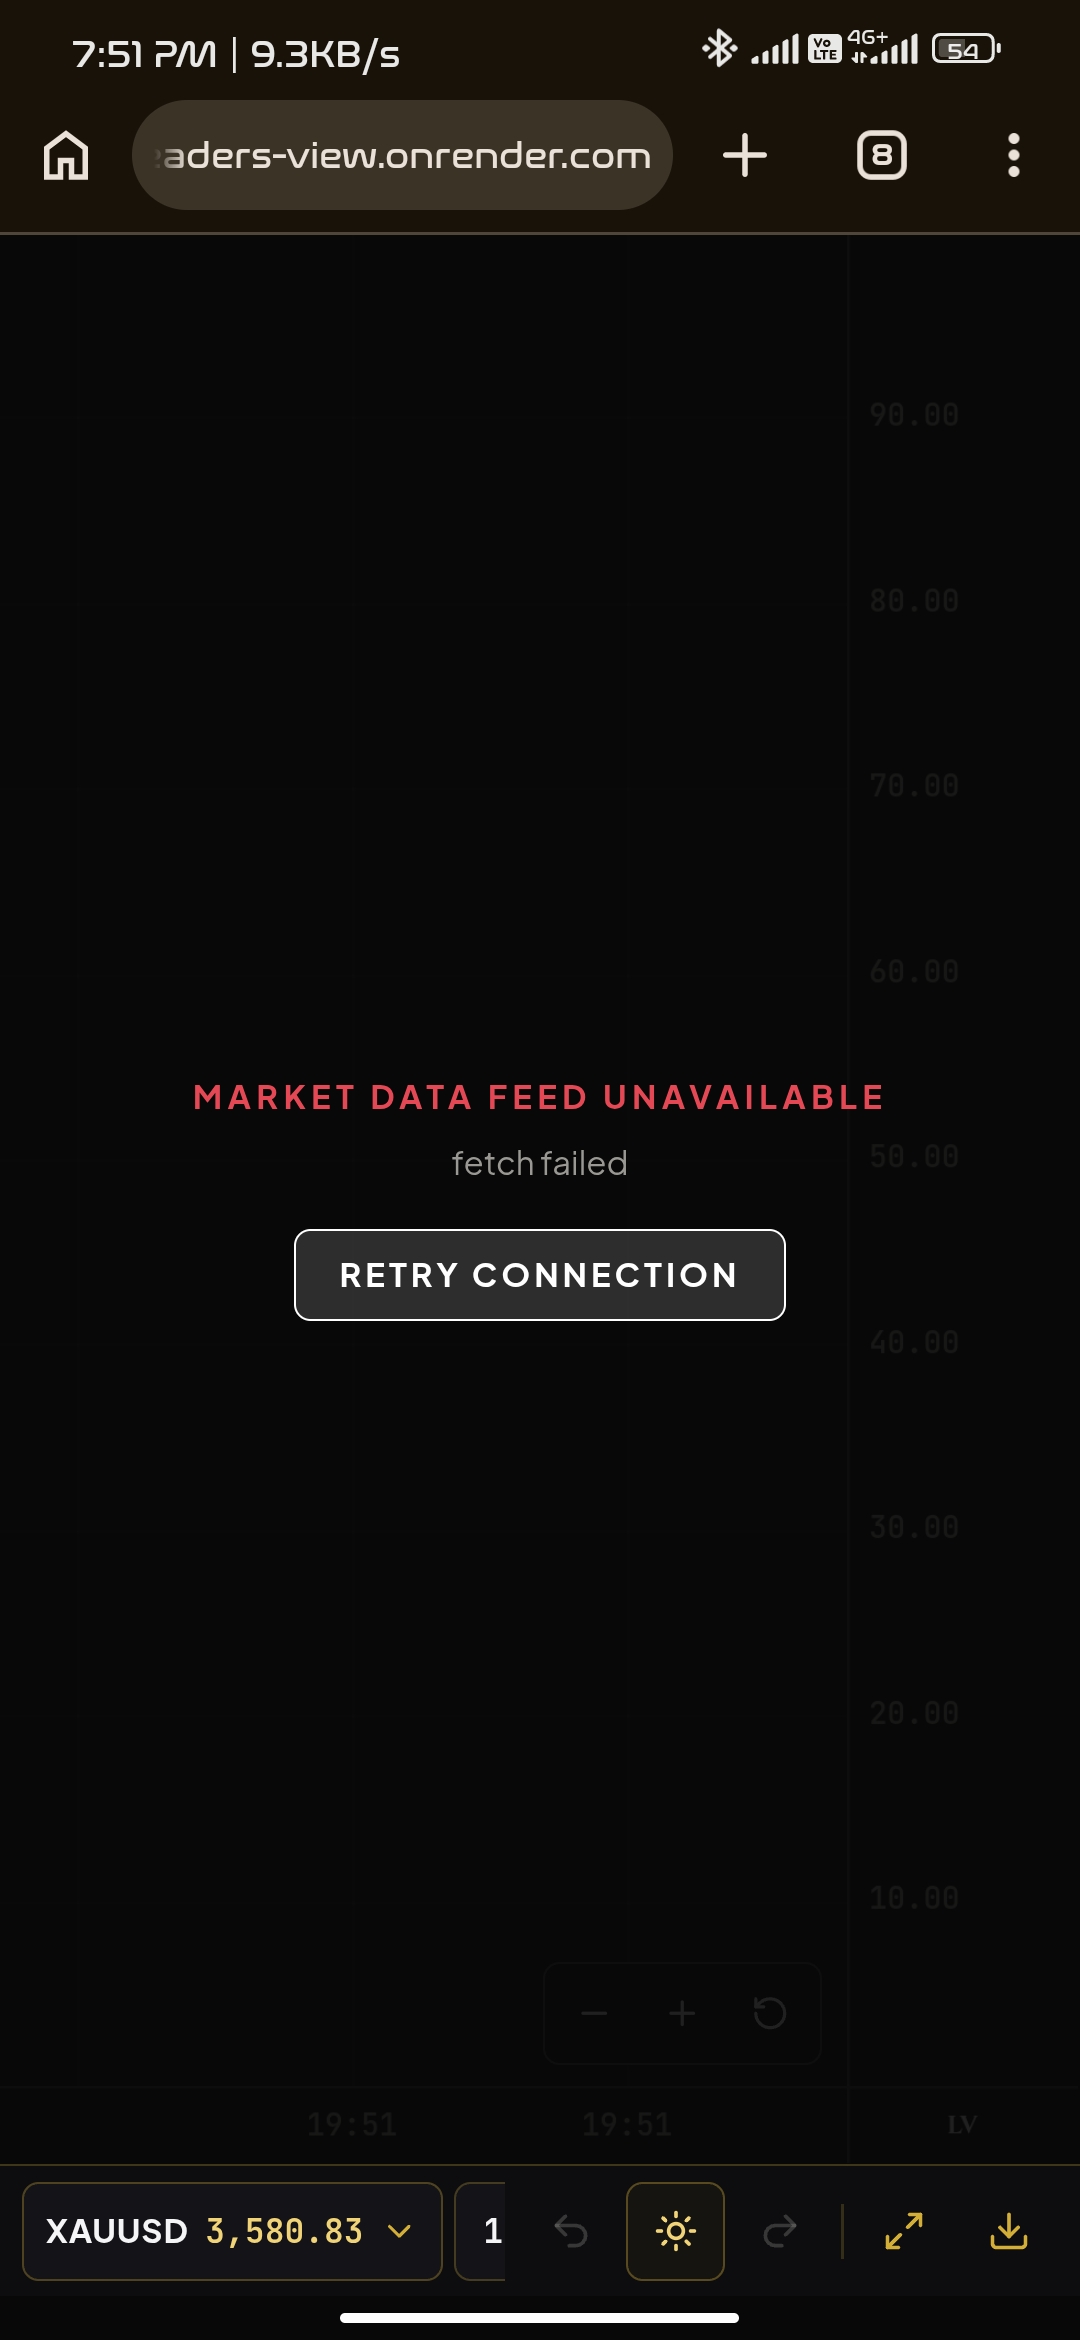 7:51 PM | 9.3KB/s
Vo LTE
4G+
54
aders-view.onrender.com
8
90.00
80.00
70.00
60.00
MARKET DATA FEED UNAVAILABLE
fetch failed
50.00
RETRY CONNECTION
40.00
30.00
20.00
10.00
19:51 19:51 LV
XAUUSD 3,580.83 1